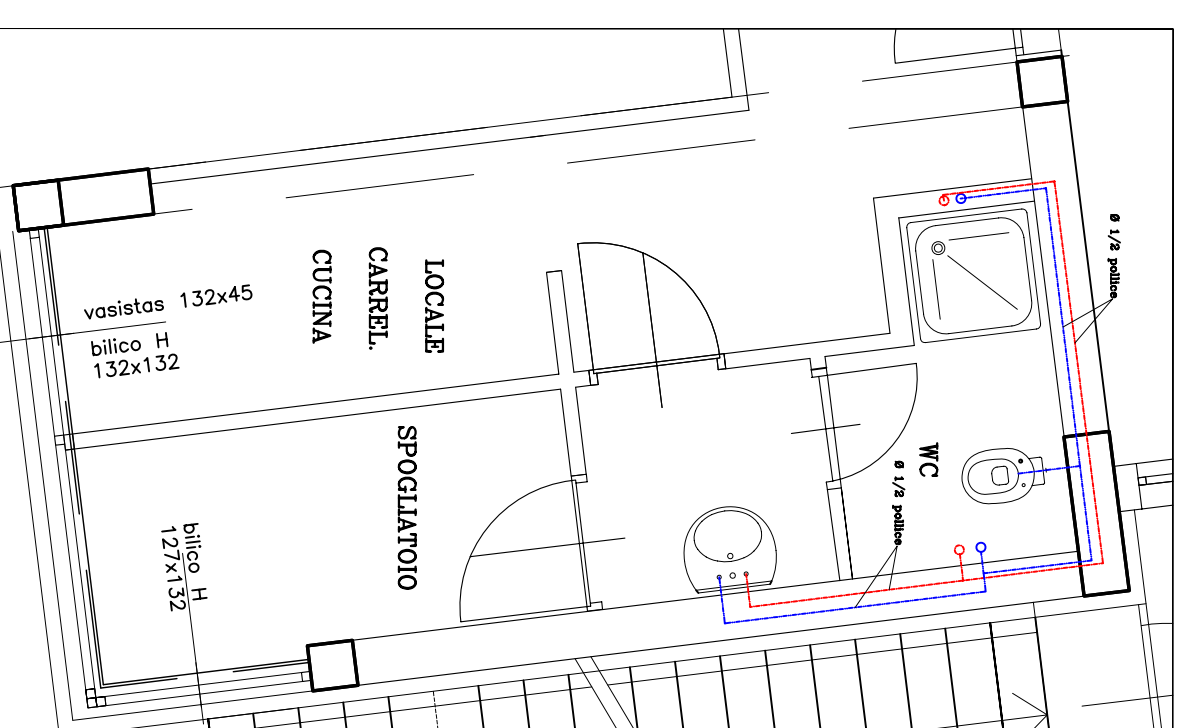 vasistas 132x45
bilico H
132x132
LOCALE
CARREL.
CUCINA
Ø 1/2 pollice
SPOGLIATOIO
WC
Ø 1/2 pollice
bilico H
127x132